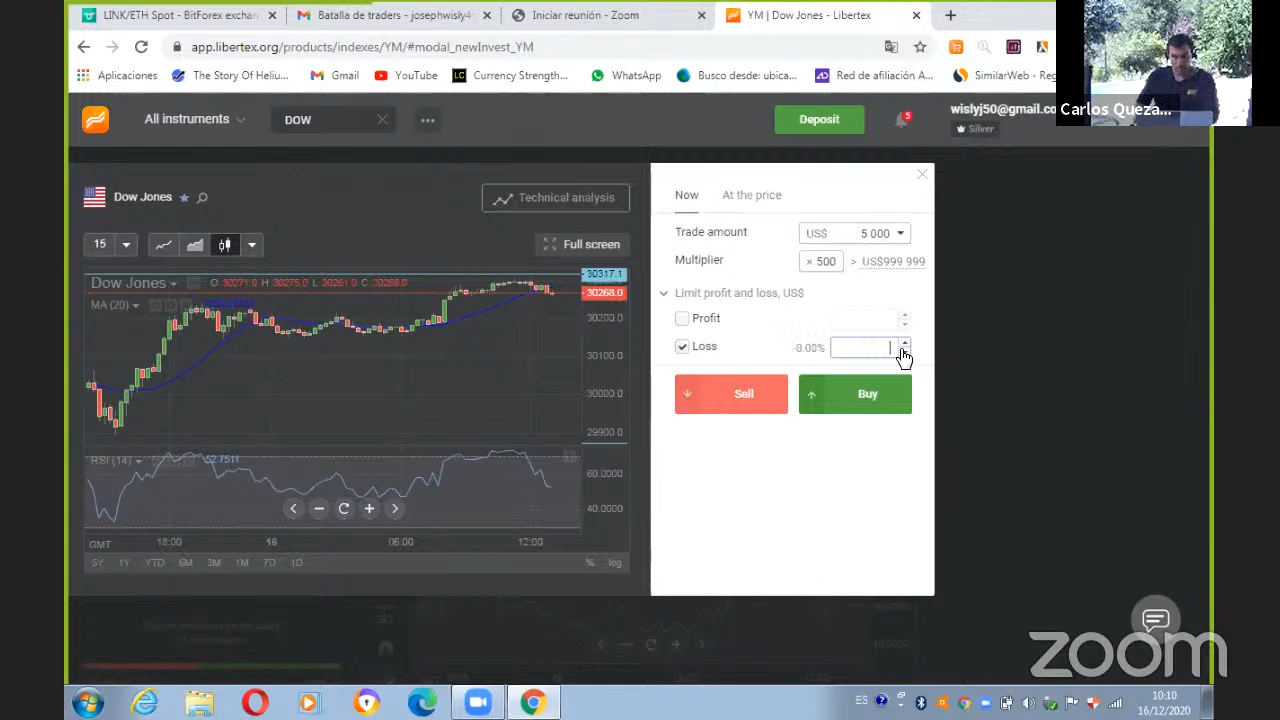 LINK/ETH Spot - BitForex exchan
Batalla de traders - josephwisly4
Iniciar reunión - Zoom
YM | Dow Jones - Libertex
app.libertex.org/products/indexes/YM/#modal_newInvest_YM
Aplicaciones
The Story Of Heliu...
Gmail
YouTube
Currency Strength...
WhatsApp
Busco desde: ubica...
Red de afiliación A...
SimilarWeb - Reg
Carlos Queza...
All instruments
DOW
Deposit
5
wislyj50@gmail.co
Silver
Dow Jones
Technical analysis
15
Full screen
Dow Jones O 30271.0 H 30275.0 L 30261.0 C 30268.0
MA (20)
30317.1
30268.0
30200.0
30100.0
30000.0
29900.0
RSI (14) 52.7511
60.0000
40.0000
GMT 18:00 16 06:00 12:00
5Y 1Y YTD 6M 3M 1M 7D 1D % log
Now At the price
Trade amount US$ 5 000
Multiplier × 500 > US$999 999
Limit profit and loss, US$
Profit
Loss -0.00%
Sell Buy
zoom
ES
10:10
16/12/2020